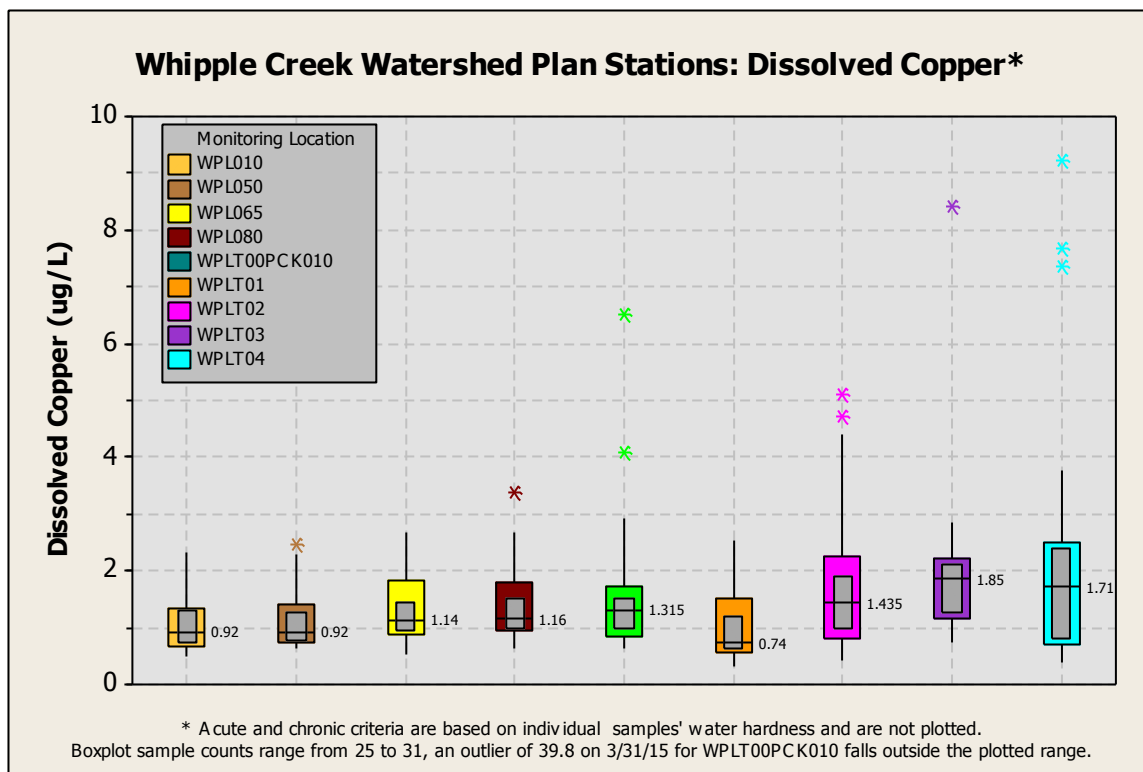 Whipple Creek Watershed Plan Stations: Dissolved Copper*
Dissolved Copper (ug/L)
10
8
6
4
2
0
Monitoring Location
WPL010
WPL050
WPL065
WPL080
WPLT00PCK010
WPLT01
WPLT02
WPLT03
WPLT04
0.92
0.92
1.14
1.16
1.315
0.74
1.435
1.85
1.71
* Acute and chronic criteria are based on individual samples' water hardness and are not plotted.
Boxplot sample counts range from 25 to 31, an outlier of 39.8 on 3/31/15 for WPLT00PCK010 falls outside the plotted range.